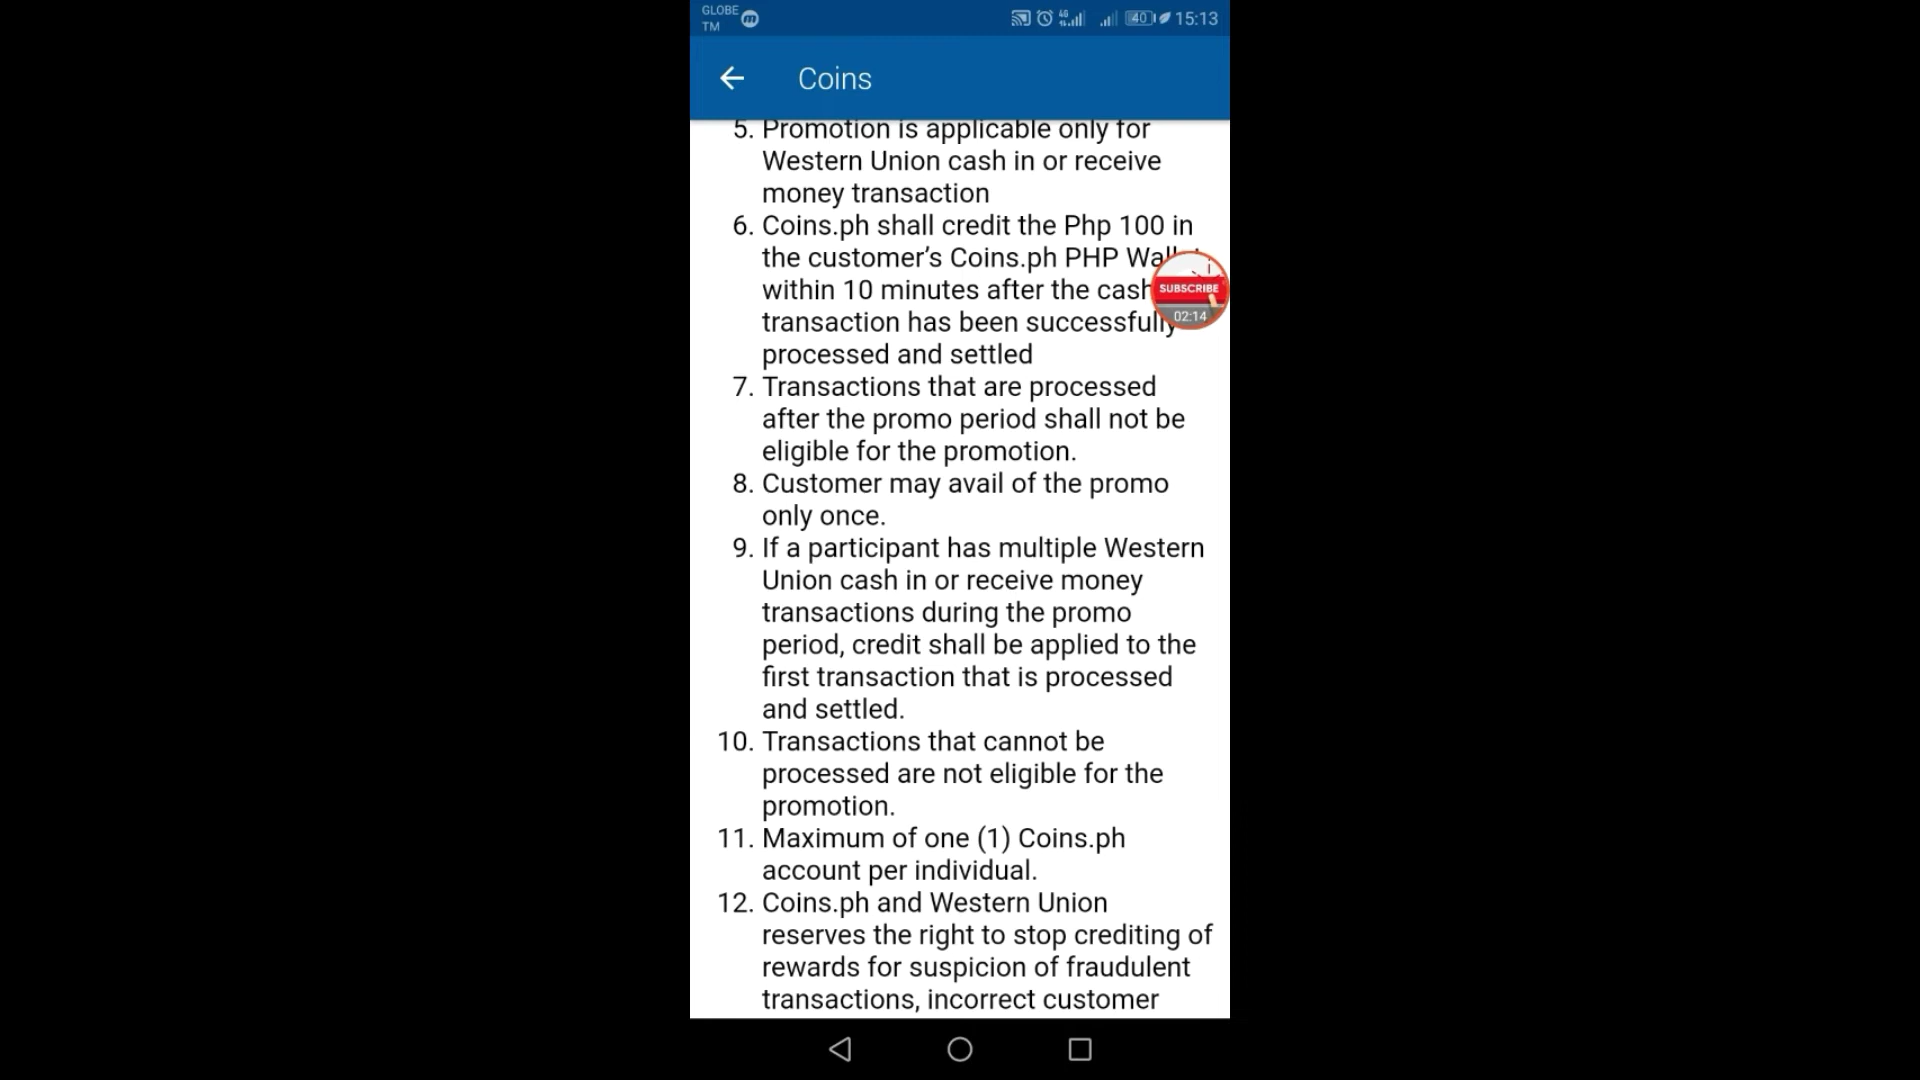 GLOBE
TM
4G
40
15:13
Coins
5. Promotion is applicable only for
Western Union cash in or receive
money transaction
6. Coins.ph shall credit the Php 100 in
the customer’s Coins.ph PHP
within 10 minutes after the cash
SUBSCRIBE
02:14
transaction has been successfully
processed and settled
7. Transactions that are processed
after the promo period shall not be
eligible for the promotion.
8. Customer may avail of the promo
only once.
9. If a participant has multiple Western
Union cash in or receive money
transactions during the promo
period, credit shall be applied to the
first transaction that is processed
and settled.
10. Transactions that cannot be
processed are not eligible for the
promotion.
11. Maximum of one (1) Coins.ph
account per individual.
12. Coins.ph and Western Union
reserves the right to stop crediting of
rewards for suspicion of fraudulent
transactions, incorrect customer